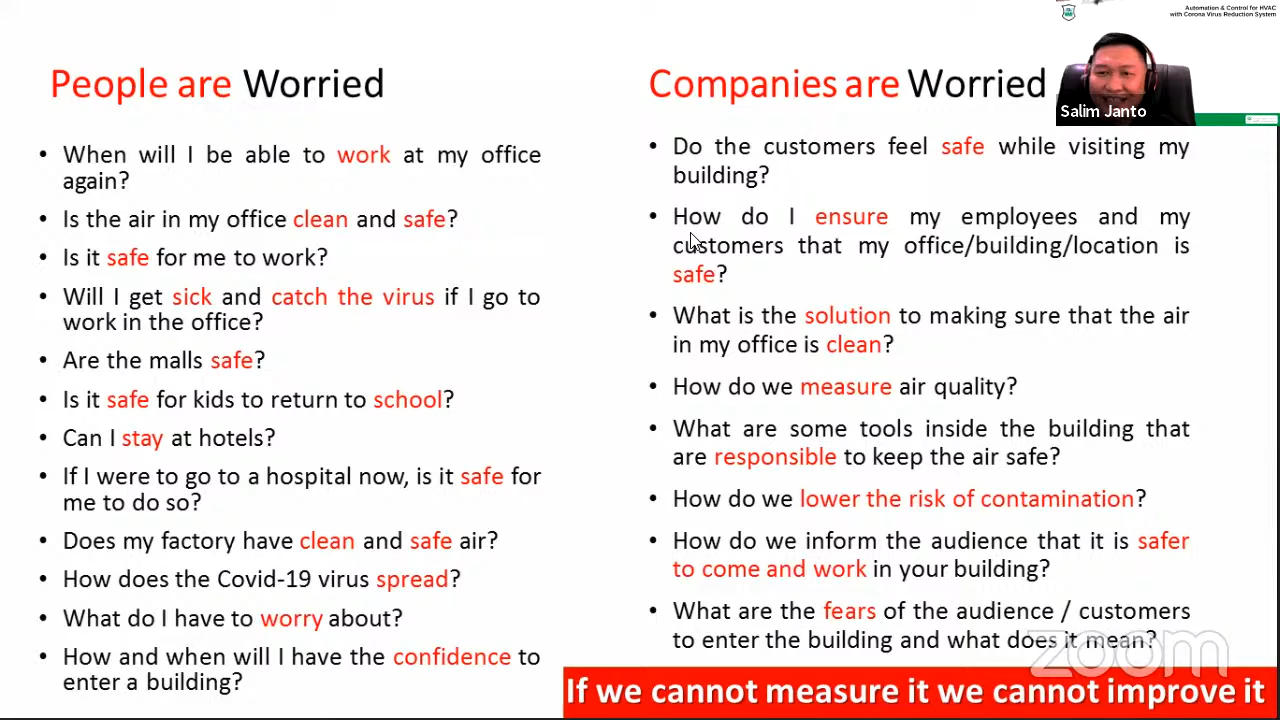 Automation & Control for HVAC
with Corona Virus Reduction System
People are Worried
• When will I be able to work at my office
again?
• Is the air in my office clean and safe?
• Is it safe for me to work?
• Will I get sick and catch the virus if I go to
work in the office?
• Are the malls safe?
• Is it safe for kids to return to school?
• Can I stay at hotels?
• If I were to go to a hospital now, is it safe for
me to do so?
• Does my factory have clean and safe air?
• How does the Covid-19 virus spread?
• What do I have to worry about?
• How and when will I have the confidence to
enter a building?
Companies are Worried
Salim Janto
• Do the customers feel safe while visiting my
building?
• How do I ensure my employees and my
customers that my office/building/location is
safe?
• What is the solution to making sure that the air
in my office is clean?
• How do we measure air quality?
• What are some tools inside the building that
are responsible to keep the air safe?
• How do we lower the risk of contamination?
• How do we inform the audience that it is safer
to come and work in your building?
• What are the fears of the audience / customers
to enter the building and what does it mean?
zoom
If we cannot measure it we cannot improve it